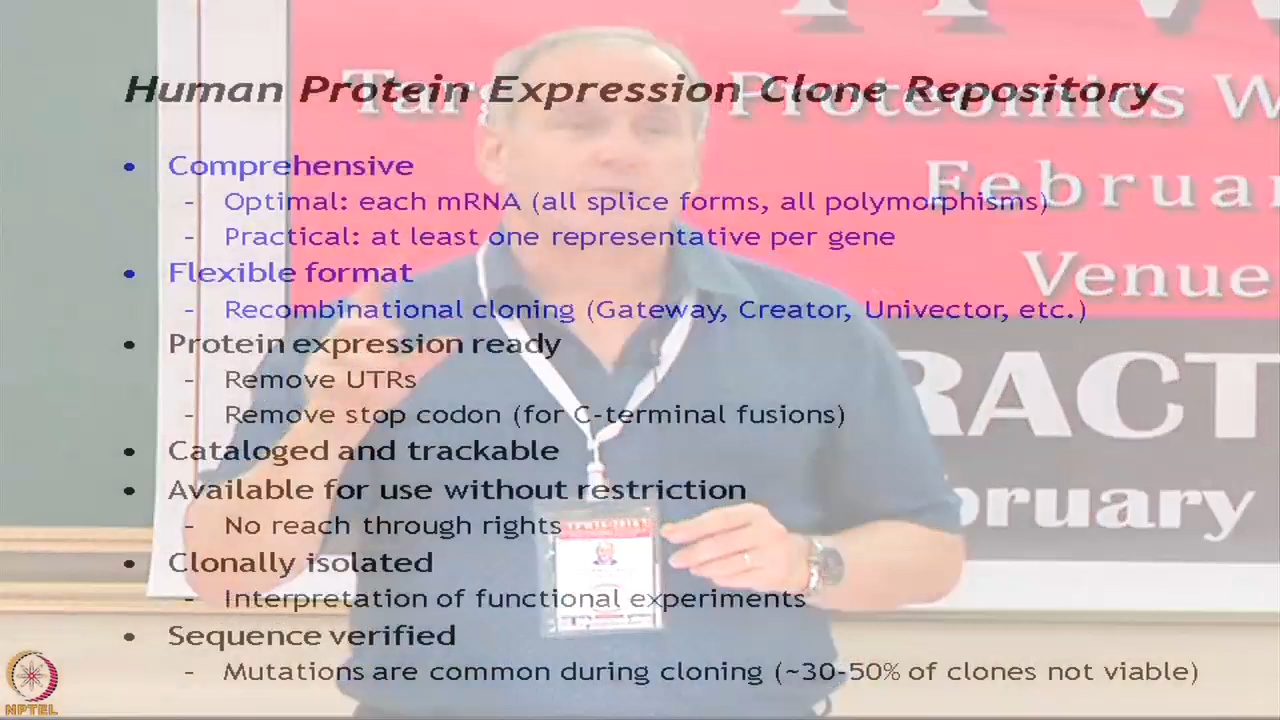 Human Protein Expression Clone Repository
• Comprehensive
- Optimal: each mRNA (all splice forms, all polymorphisms)
- Practical: at least one representative per gene
• Flexible format
- Recombinational cloning (Gateway, Creator, Univector, etc.)
• Protein expression ready
- Remove UTRs
- Remove stop codon (for C-terminal fusions)
• Cataloged and trackable
• Available for use without restriction
- No reach through rights
• Clonally isolated
- Interpretation of functional experiments
• Sequence verified
- Mutations are common during cloning (~30-50% of clones not viable)
Proteomics W
Februar
Venue
RACT
bruary
NPTEL